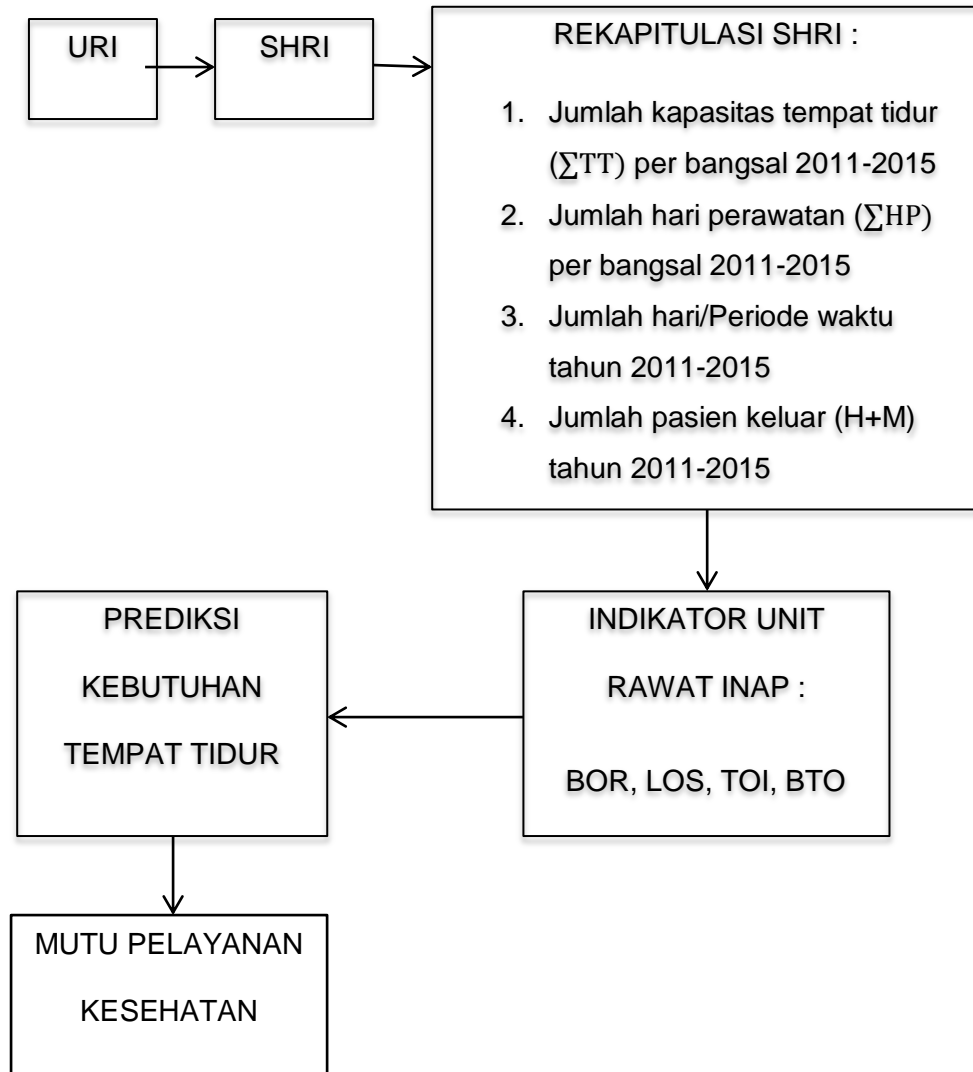 URI
SHRI
REKAPITULASI SHRI :
1. Jumlah kapasitas tempat tidur
(∑TT) per bangsal 2011-2015
2. Jumlah hari perawatan (∑HP)
per bangsal 2011-2015
3. Jumlah hari/Periode waktu
tahun 2011-2015
4. Jumlah pasien keluar (H+M)
tahun 2011-2015
INDIKATOR UNIT
RAWAT INAP :
BOR, LOS, TOI, BTO
PREDIKSI
KEBUTUHAN
TEMPAT TIDUR
MUTU PELAYANAN
KESEHATAN